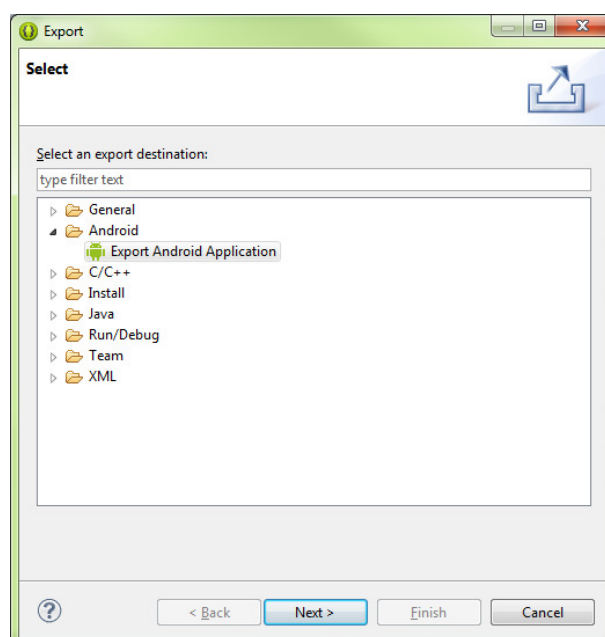 Export
Select
Select an export destination:
type filter text
General
Android
Export Android Application
C/C++
Install
Java
Run/Debug
Team
XML
?
< Back
Next >
Finish
Cancel